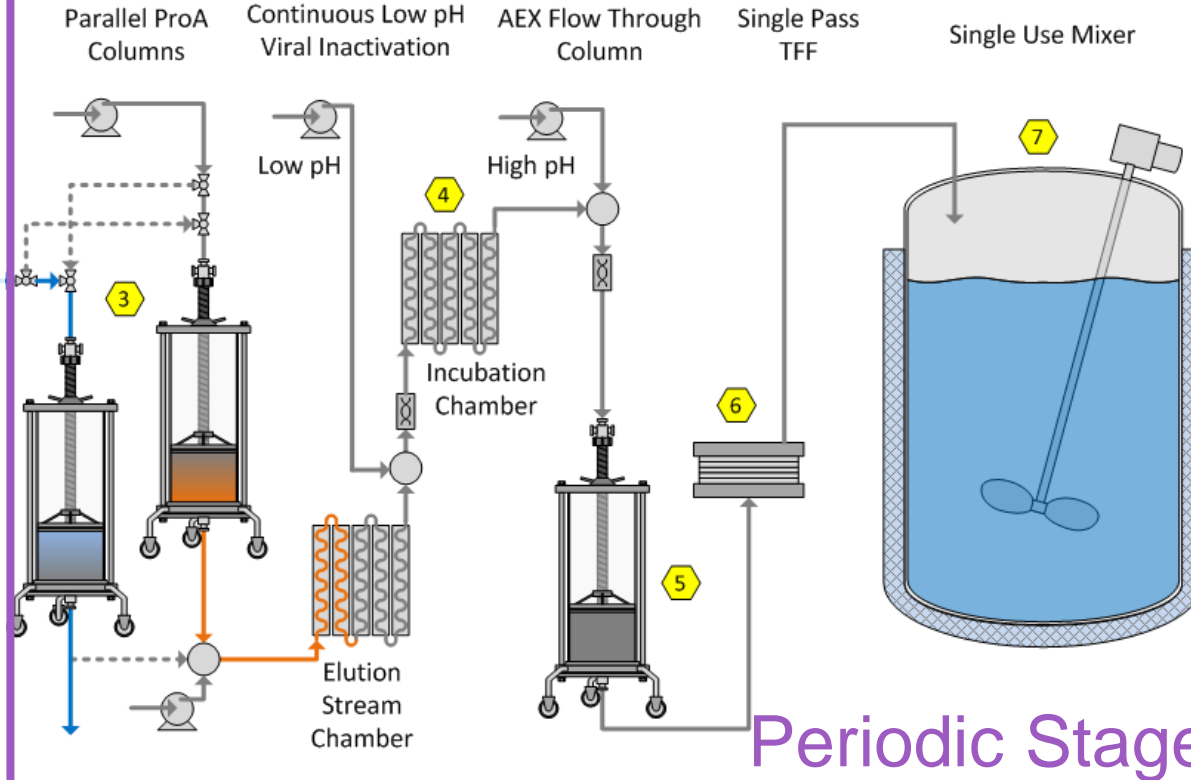 Parallel ProA
Columns
Continuous Low pH
Viral Inactivation
AEX Flow Through
Column
Single Pass
TFF
Single Use Mixer
Low pH
High pH
7
4
3
Incubation
Chamber
6
5
Elution
Stream
Chamber
Periodic Stage